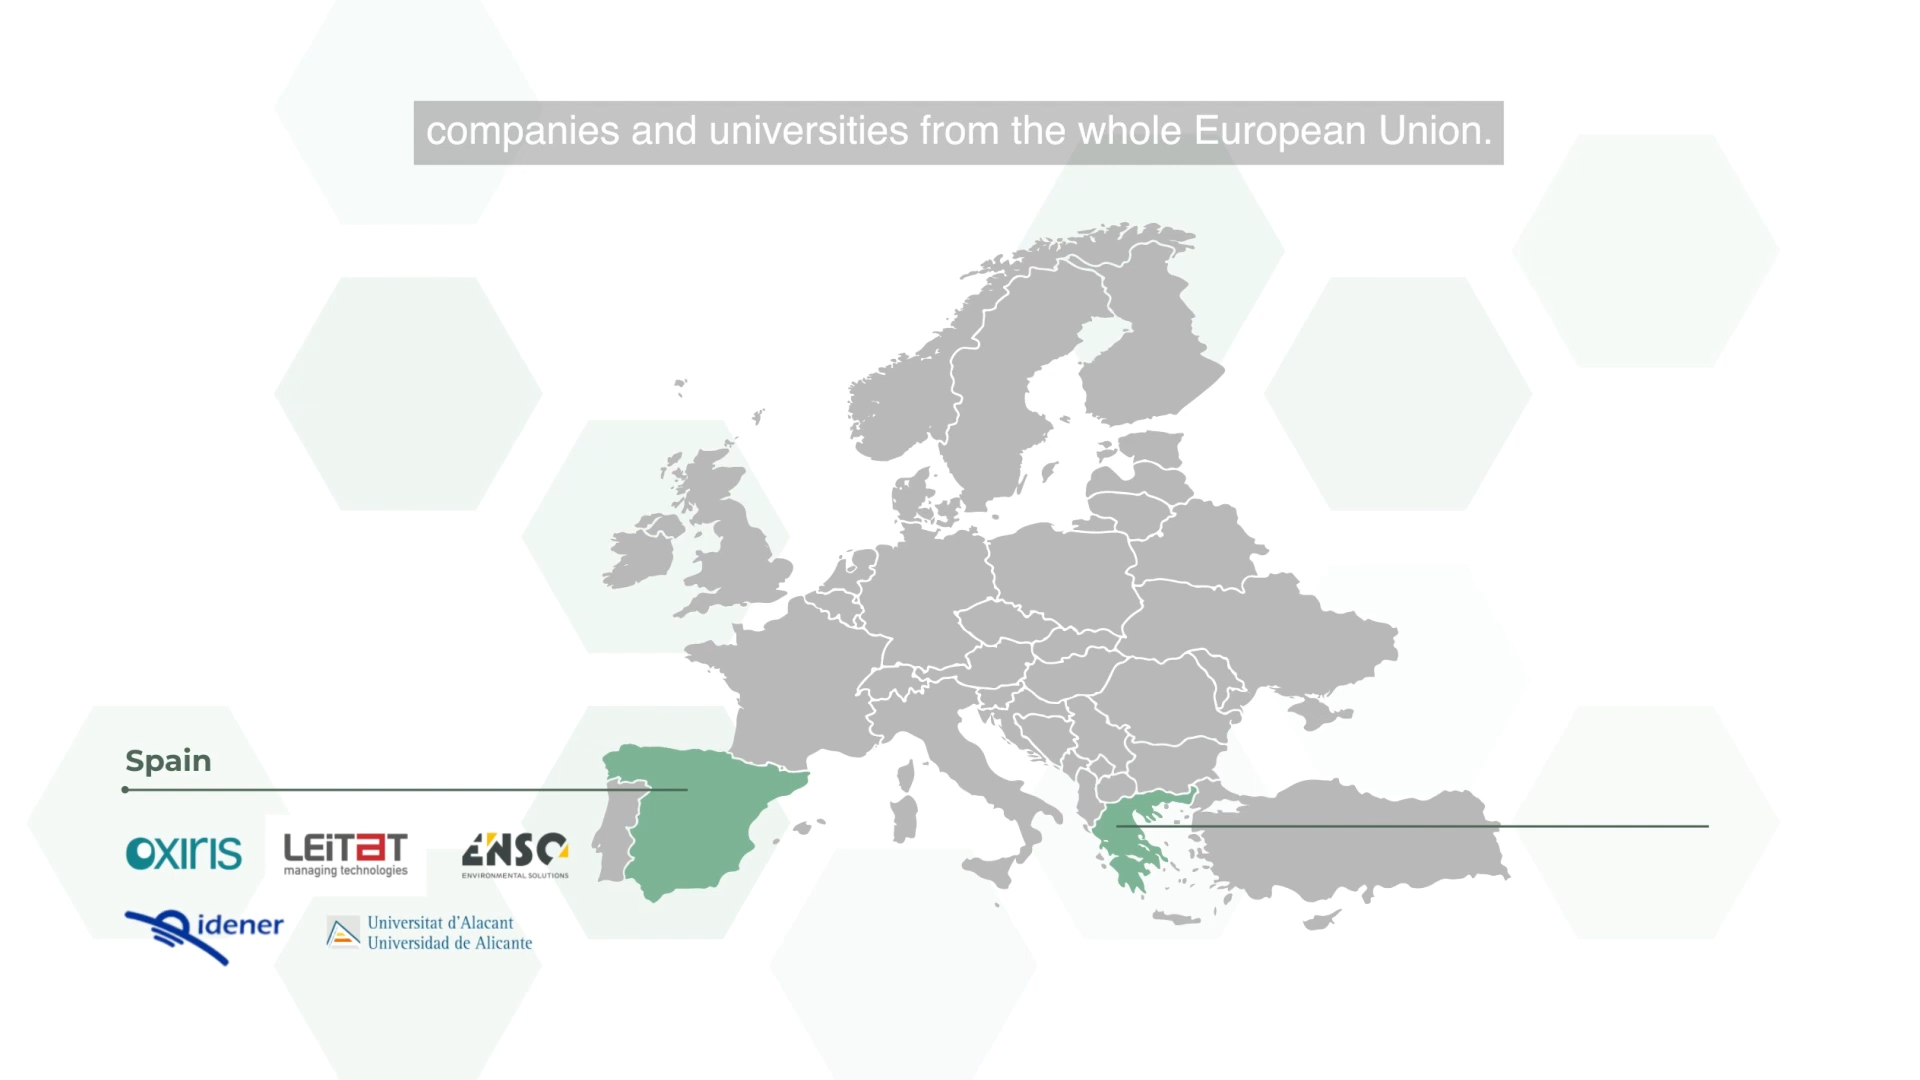 companies and universities from the whole European Union.
Spain
OXIRIS
LEITAT
managing technologies
ENSO
ENVIRONMENTAL SOLUTIONS
idener
Universitat d'Alacant
Universidad de Alicante